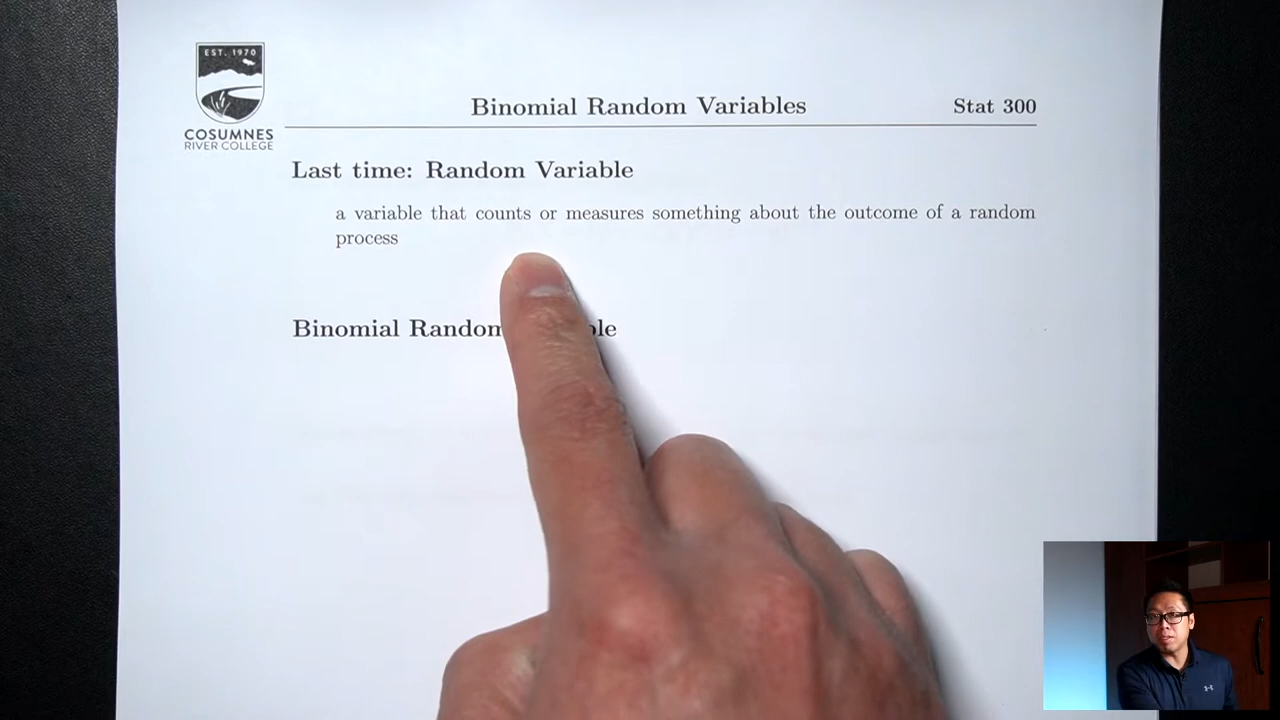 EST. 1970
COSUMNES
RIVER COLLEGE
Binomial Random Variables Stat 300
Last time: Random Variable
a variable that counts or measures something about the outcome of a random
process
Binomial Random